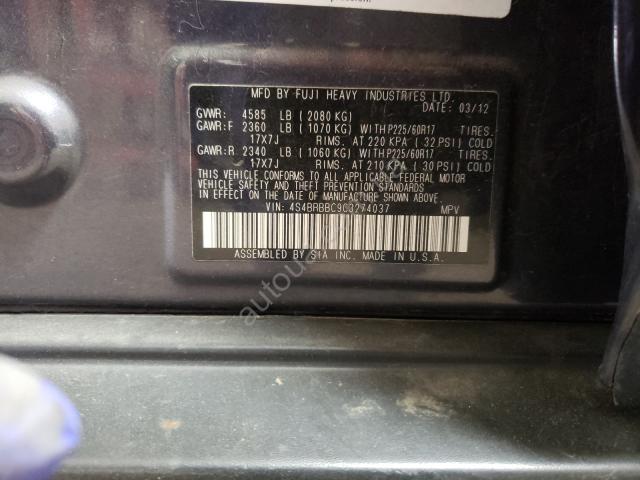 MFD BY FUJI HEAVY INDUSTRIES LTD.
DATE: 03/12
GVWR: 4585 LB ( 2080 KG)
GAWR:F 2360 LB ( 1070 KG) WITH P225/60R17 TIRES.
17X7J RIMS. AT 220 KPA ( 32 PSI) COLD
GAWR:R 2340 LB ( 1060 KG) WITH P225/60R17 TIRES.
17X7J RIMS. AT 210 KPA ( 30 PSI) COLD
THIS VEHICLE CONFORMS TO ALL APPLICABLE FEDERAL MOTOR
VEHICLE SAFETY AND THEFT PREVENTION STANDARDS
IN EFFECT ON THE DATE OF MANUFACTURE SHOWN ABOVE.
VIN: 4S4BRBBC9C3274037 MPV
ASSEMBLED BY SIA INC. MADE IN U.S.A.